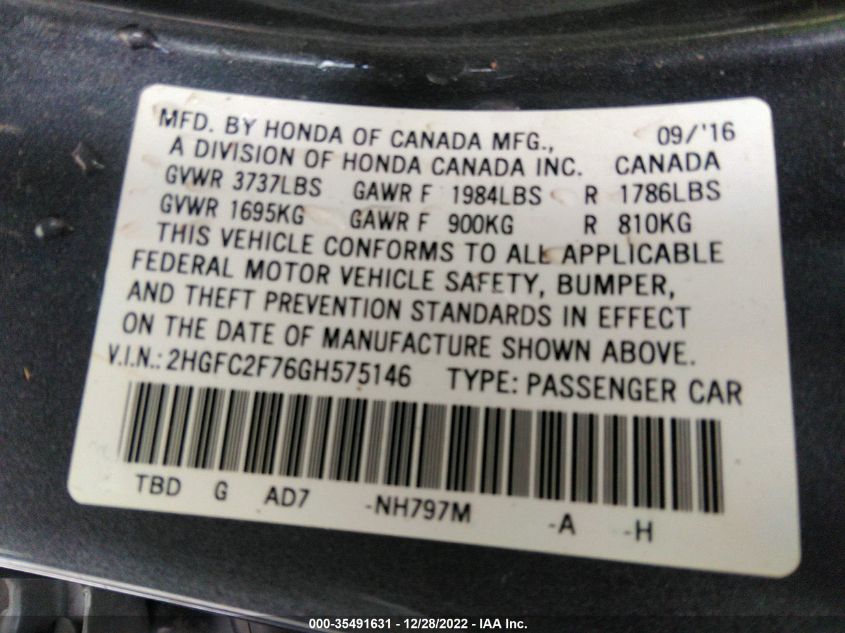 MFD. BY HONDA OF CANADA MFG., 09/'16
A DIVISION OF HONDA CANADA INC. CANADA
GVWR 3737LBS GAWR F 1984LBS R 1786LBS
GVWR 1695KG GAWR F 900KG R 810KG
THIS VEHICLE CONFORMS TO ALL APPLICABLE
FEDERAL MOTOR VEHICLE SAFETY, BUMPER,
AND THEFT PREVENTION STANDARDS IN EFFECT
ON THE DATE OF MANUFACTURE SHOWN ABOVE.
V.I.N.: 2HGFC2F76GH575146 TYPE: PASSENGER CAR
TBD G AD7 -NH797M -A -H
000-35491631 - 12/28/2022 - IAA Inc.